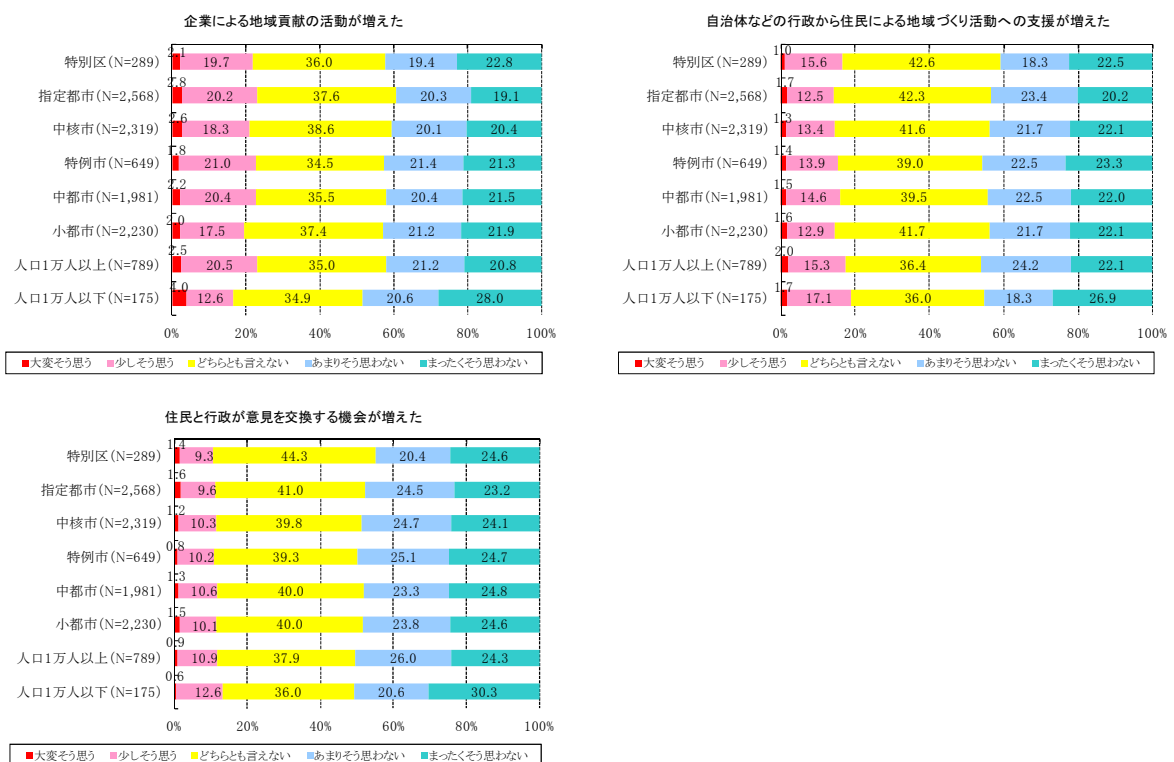 企業による地域貢献の活動が増えた
特別区(N=289) 2.1 19.7 36.0 19.4 22.8
指定都市(N=2,568) 2.8 20.2 37.6 20.3 19.1
中核市(N=2,319) 2.6 18.3 38.6 20.1 20.4
特例市(N=649) 1.8 21.0 34.5 21.4 21.3
中都市(N=1,981) 2.2 20.4 35.5 20.4 21.5
小都市(N=2,230) 2.0 17.5 37.4 21.2 21.9
人口1万人以上(N=789) 2.5 20.5 35.0 21.2 20.8
人口1万人以下(N=175) 4.0 12.6 34.9 20.6 28.0
0% 20% 40% 60% 80% 100%
大変そう思う 少しそう思う どちらとも言えない あまりそう思わない まったくそう思わない
自治体などの行政から住民による地域づくり活動への支援が増えた
特別区(N=289) 1.0 15.6 42.6 18.3 22.5
指定都市(N=2,568) 1.7 12.5 42.3 23.4 20.2
中核市(N=2,319) 1.3 13.4 41.6 21.7 22.1
特例市(N=649) 1.4 13.9 39.0 22.5 23.3
中都市(N=1,981) 1.5 14.6 39.5 22.5 22.0
小都市(N=2,230) 1.6 12.9 41.7 21.7 22.1
人口1万人以上(N=789) 2.0 15.3 36.4 24.2 22.1
人口1万人以下(N=175) 1.7 17.1 36.0 18.3 26.9
0% 20% 40% 60% 80% 100%
大変そう思う 少しそう思う どちらとも言えない あまりそう思わない まったくそう思わない
住民と行政が意見を交換する機会が増えた
特別区(N=289) 1.4 9.3 44.3 20.4 24.6
指定都市(N=2,568) 1.6 9.6 41.0 24.5 23.2
中核市(N=2,319) 1.2 10.3 39.8 24.7 24.1
特例市(N=649) 0.8 10.2 39.3 25.1 24.7
中都市(N=1,981) 1.3 10.6 40.0 23.3 24.8
小都市(N=2,230) 1.5 10.1 40.0 23.8 24.6
人口1万人以上(N=789) 0.9 10.9 37.9 26.0 24.3
人口1万人以下(N=175) 0.6 12.6 36.0 20.6 30.3
0% 20% 40% 60% 80% 100%
大変そう思う 少しそう思う どちらとも言えない あまりそう思わない まったくそう思わない